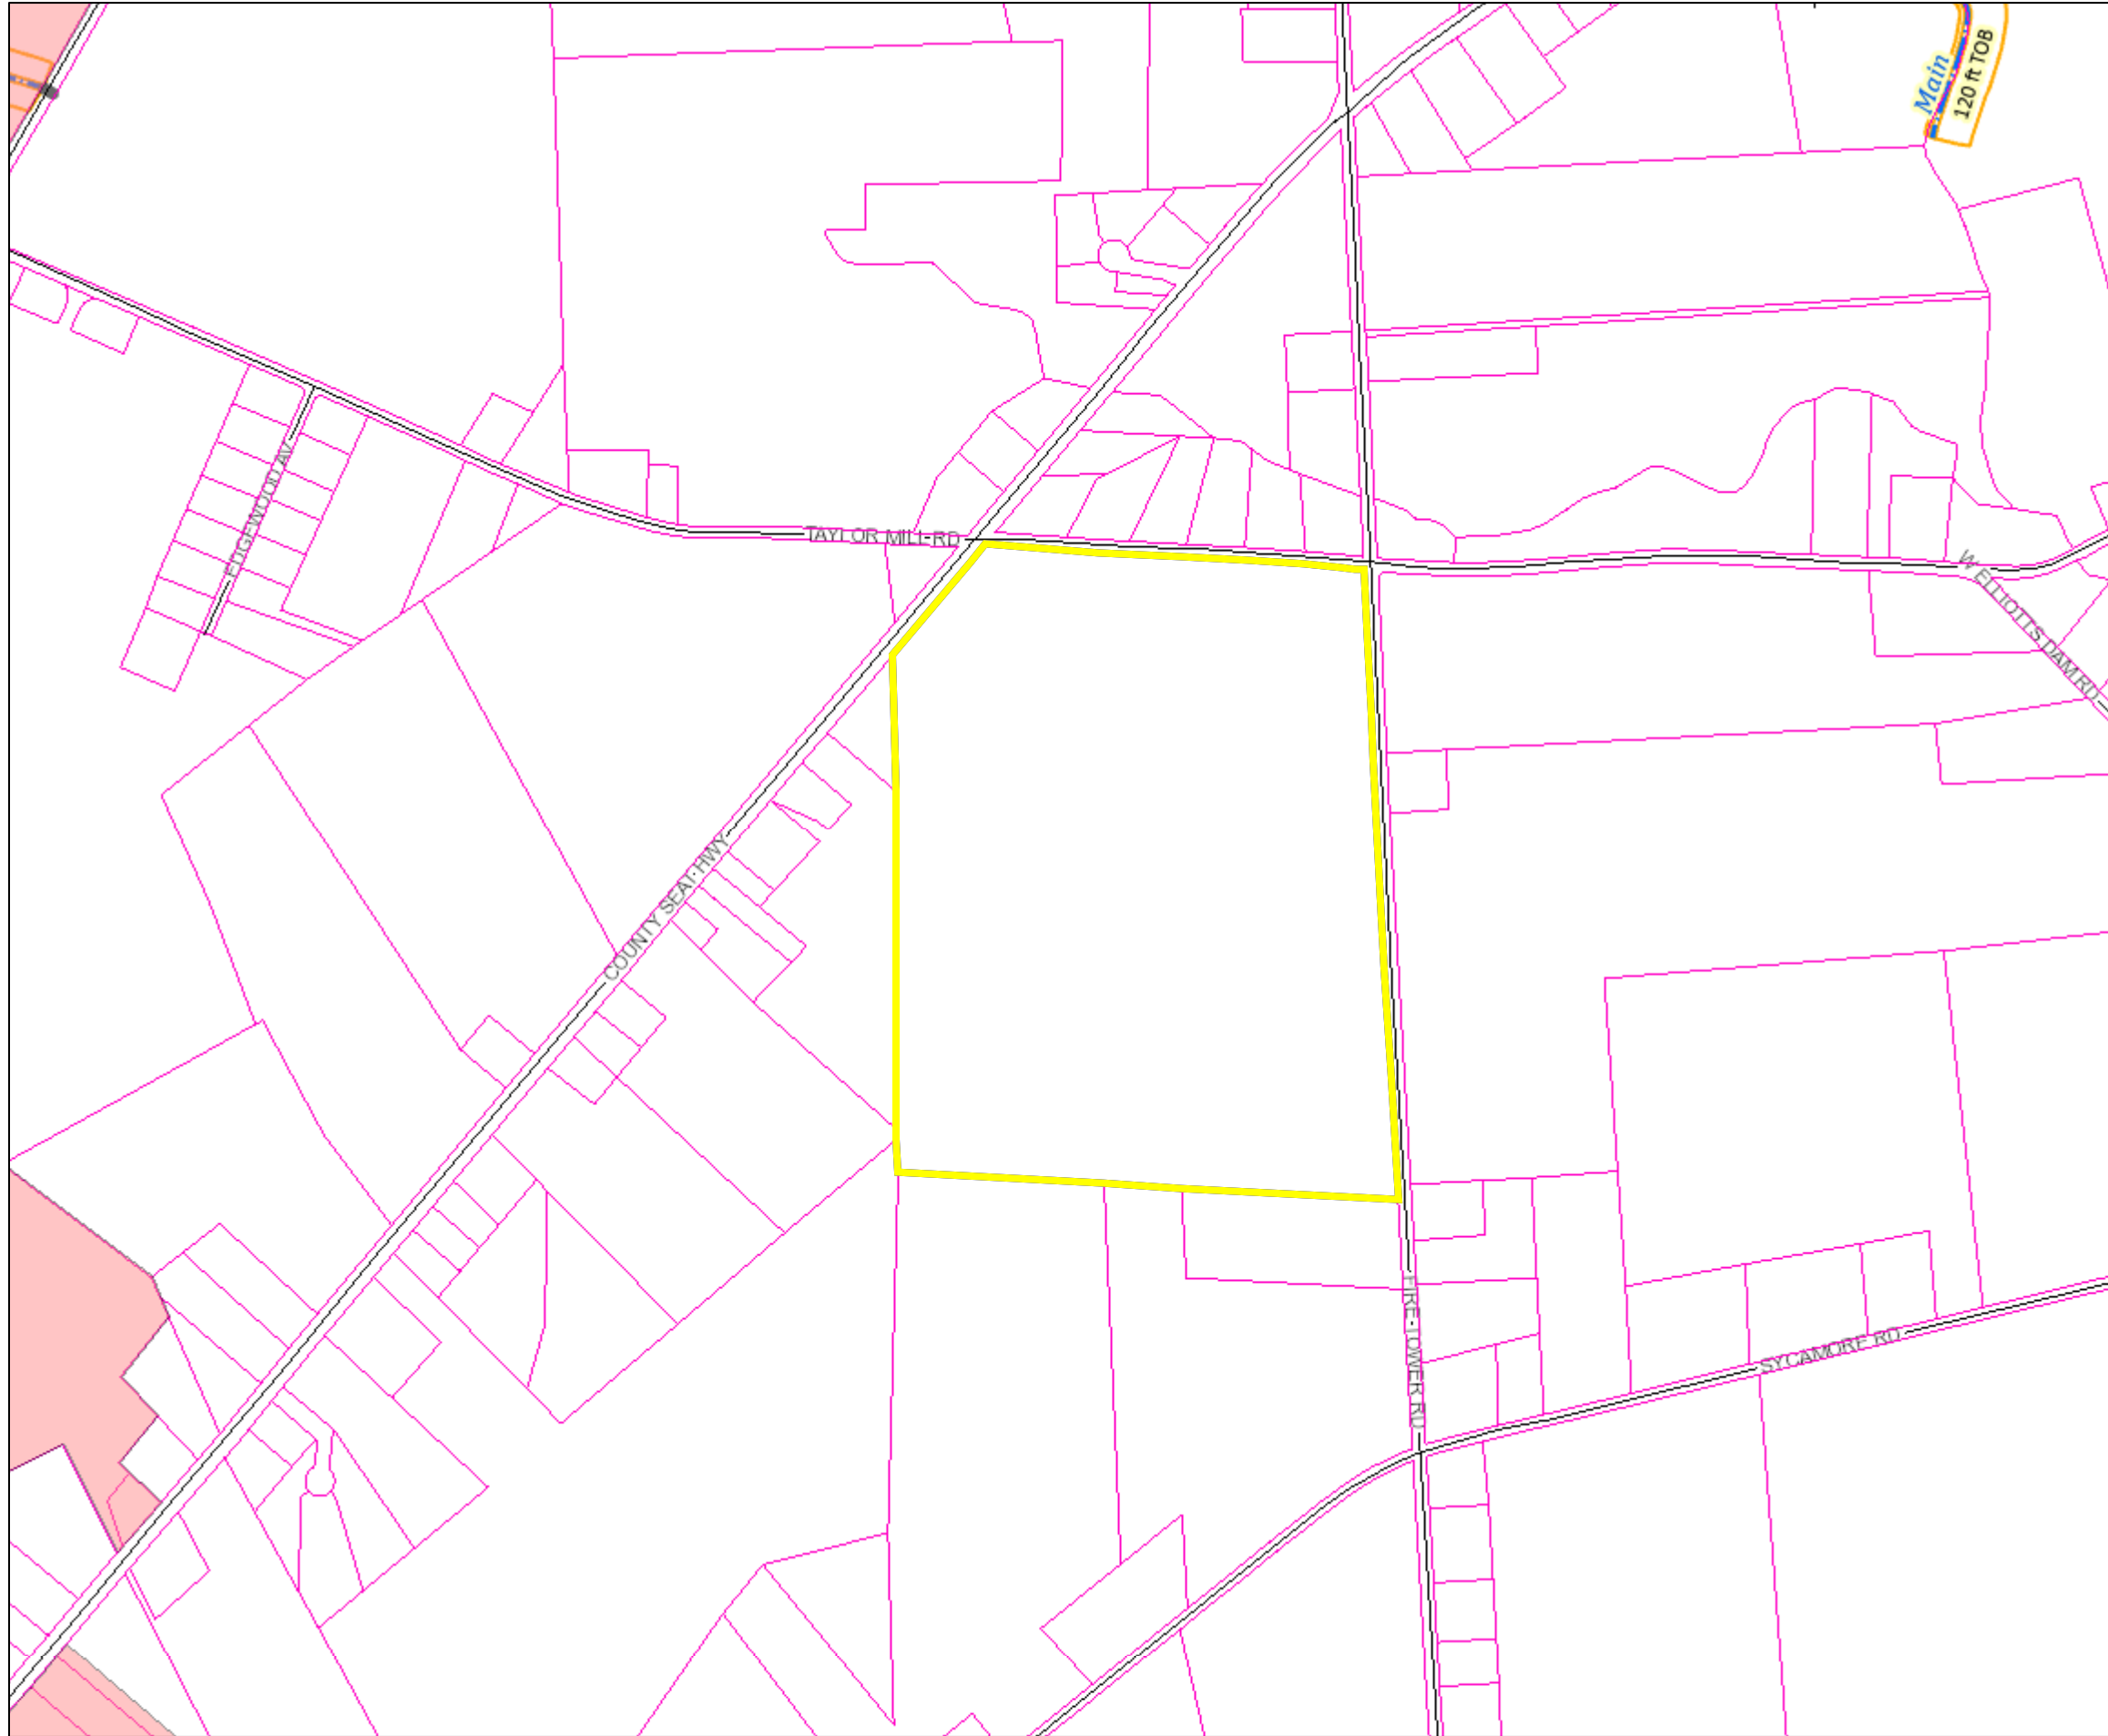 Main
120 ft TOB
TAYLOR MILL RD
EDGEWOOD AV
W ELLIOTTS DAM RD
COUNTY SEAT HWY
FIRE TOWER RD
SYCAMORE RD